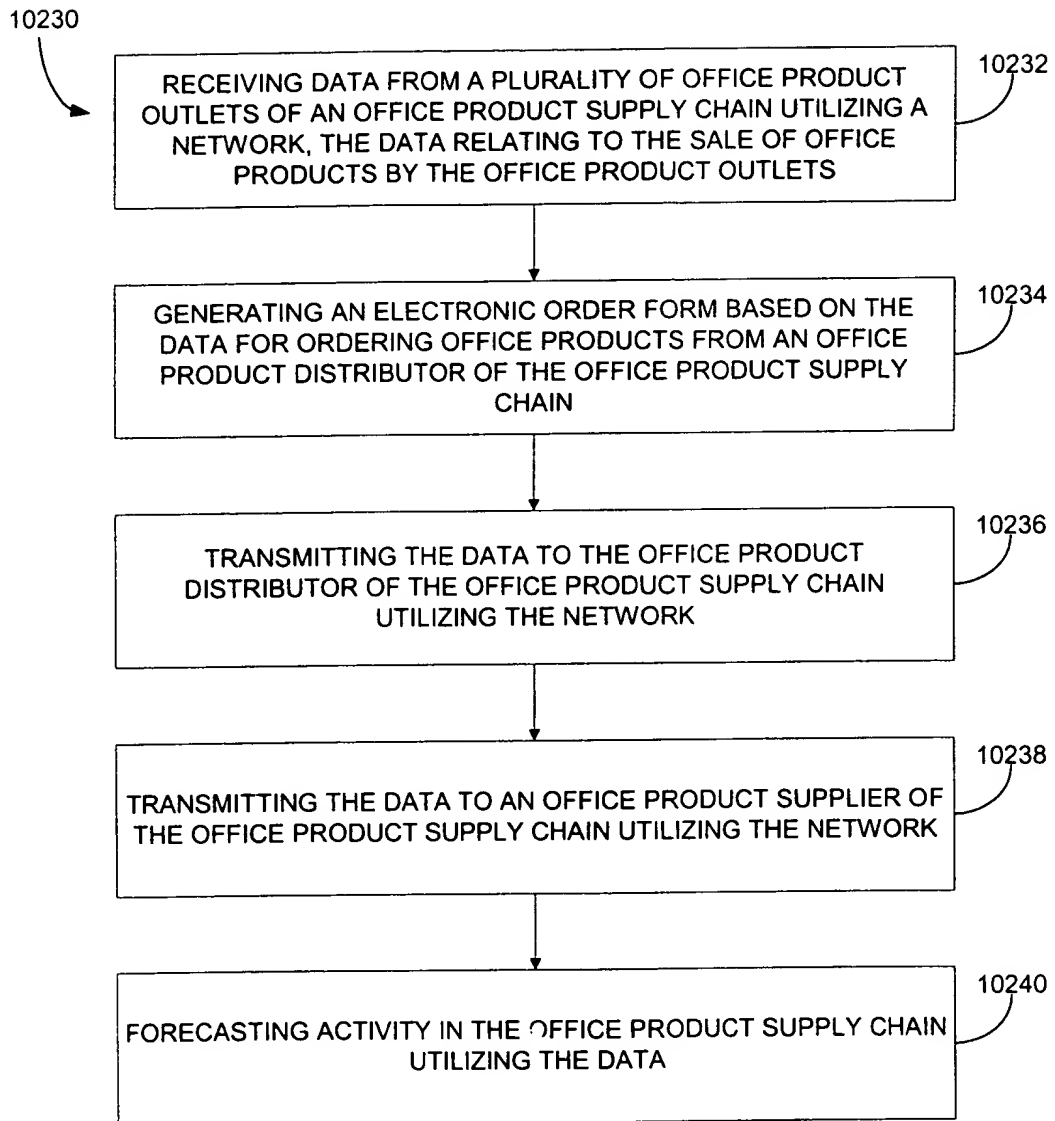 10230
RECEIVING DATA FROM A PLURALITY OF OFFICE PRODUCT
OUTLETS OF AN OFFICE PRODUCT SUPPLY CHAIN UTILIZING A
NETWORK, THE DATA RELATING TO THE SALE OF OFFICE
PRODUCTS BY THE OFFICE PRODUCT OUTLETS
10232
GENERATING AN ELECTRONIC ORDER FORM BASED ON THE
DATA FOR ORDERING OFFICE PRODUCTS FROM AN OFFICE
PRODUCT DISTRIBUTOR OF THE OFFICE PRODUCT SUPPLY
CHAIN
10234
TRANSMITTING THE DATA TO THE OFFICE PRODUCT
DISTRIBUTOR OF THE OFFICE PRODUCT SUPPLY CHAIN
UTILIZING THE NETWORK
10236
TRANSMITTING THE DATA TO AN OFFICE PRODUCT SUPPLIER OF
THE OFFICE PRODUCT SUPPLY CHAIN UTILIZING THE NETWORK
10238
FORECASTING ACTIVITY IN THE OFFICE PRODUCT SUPPLY CHAIN
UTILIZING THE DATA
10240